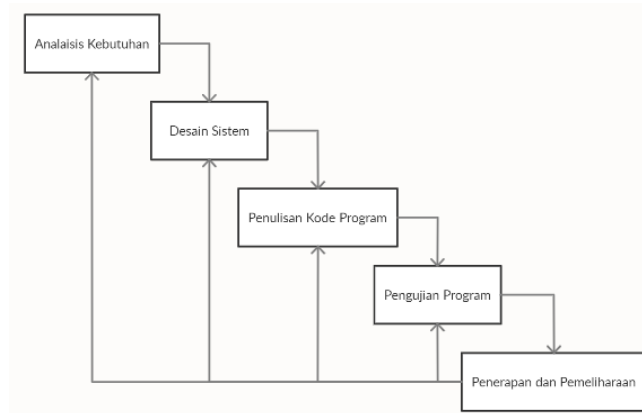 Analaisis Kebutuhan
Desain Sistem
Penulisan Kode Program
Pengujian Program
Penerapan dan Pemeliharaan